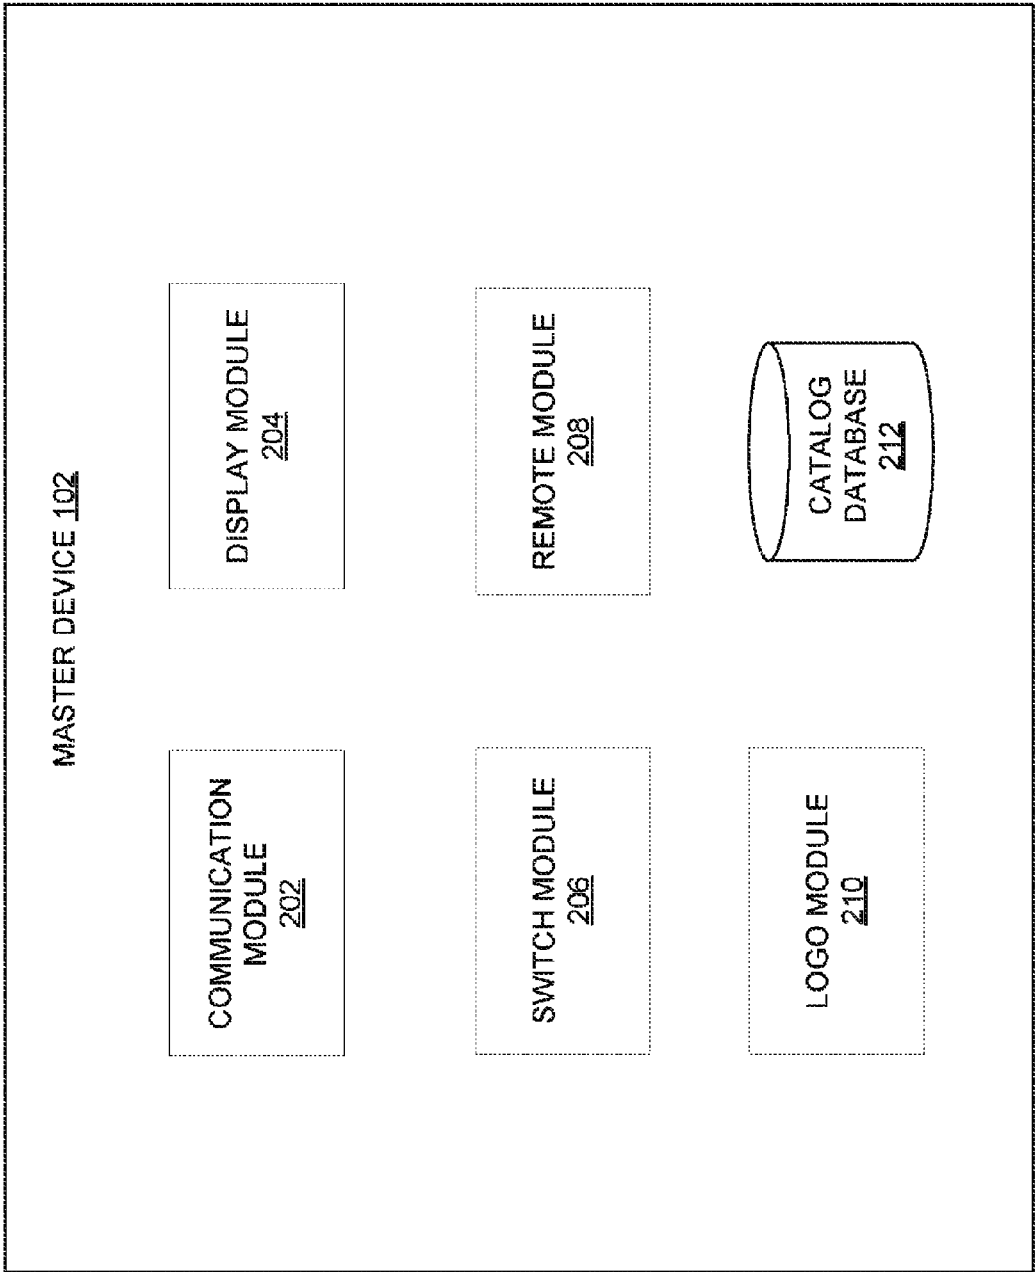 MASTER DEVICE 102
COMMUNICATION
MODULE
202
DISPLAY MODULE
204
SWITCH MODULE
206
REMOTE MODULE
208
LOGO MODULE
210
CATALOG
DATABASE
212